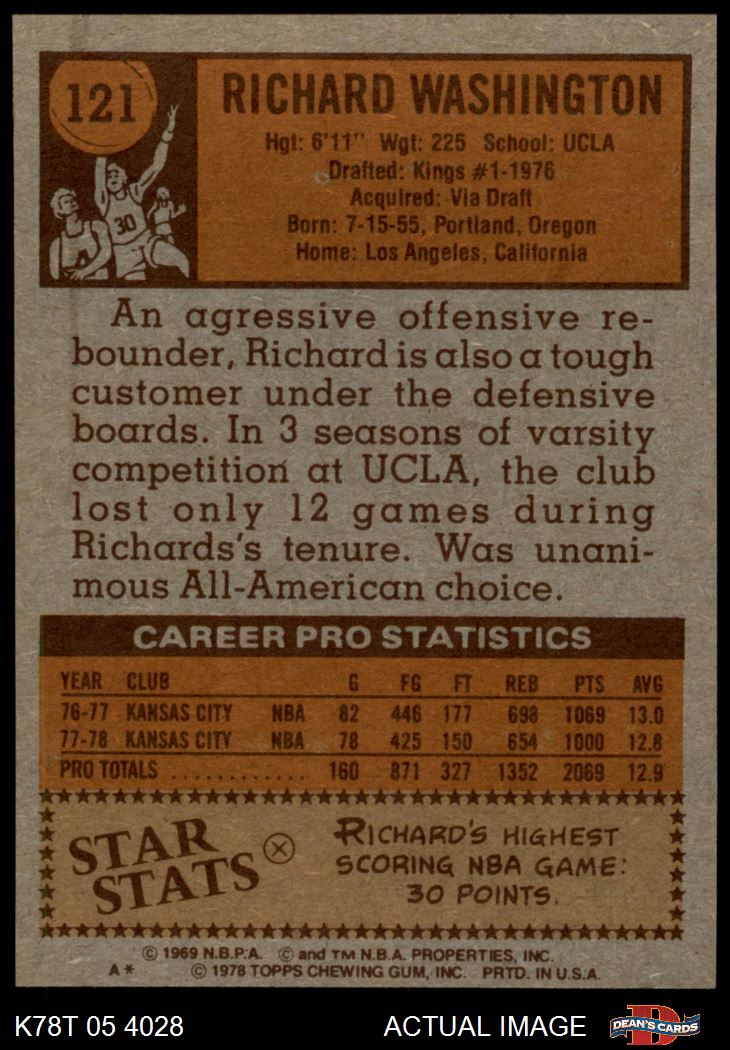 121
RICHARD WASHINGTON
Hgt: 6'11" Wgt: 225 School: UCLA
Drafted: Kings #1-1976
Acquired: Via Draft
Born: 7-15-55, Portland, Oregon
Home: Los Angeles, California
30
An agressive offensive re-
bounder, Richard is also a tough
customer under the defensive
boards. In 3 seasons of varsity
competition at UCLA, the club
lost only 12 games during
Richards's tenure. Was unani-
mous All-American choice.
CAREER PRO STATISTICS
YEAR CLUB G FG FT REB PTS AVG
76-77 KANSAS CITY NBA 82 446 177 698 1069 13.0
77-78 KANSAS CITY NBA 78 425 150 654 1000 12.8
PRO TOTALS ............ 160 871 327 1352 2069 12.9
STAR
STATS
RICHARD'S HIGHEST
SCORING NBA GAME:
30 POINTS.
© 1969 N.B.P.A. © and TM N.B.A. PROPERTIES, INC.
A* © 1978 TOPPS CHEWING GUM, INC. PRTD. IN U.S.A.
K78T 05 4028 ACTUAL IMAGE
D DEAN'S CARDS